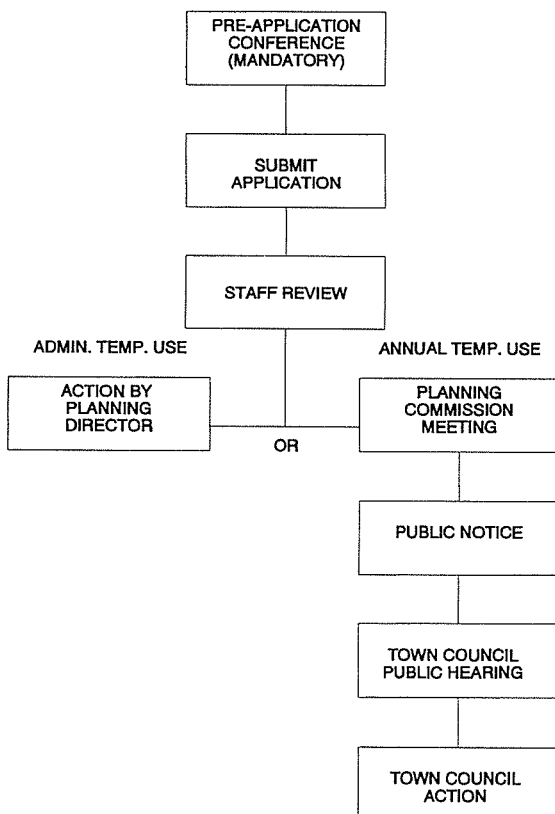 PRE-APPLICATION
CONFERENCE
(MANDATORY)
SUBMIT
APPLICATION
STAFF REVIEW
ADMIN. TEMP. USE
ANNUAL TEMP. USE
ACTION BY
PLANNING
DIRECTOR
OR
PLANNING
COMMISSION
MEETING
PUBLIC NOTICE
TOWN COUNCIL
PUBLIC HEARING
TOWN COUNCIL
ACTION